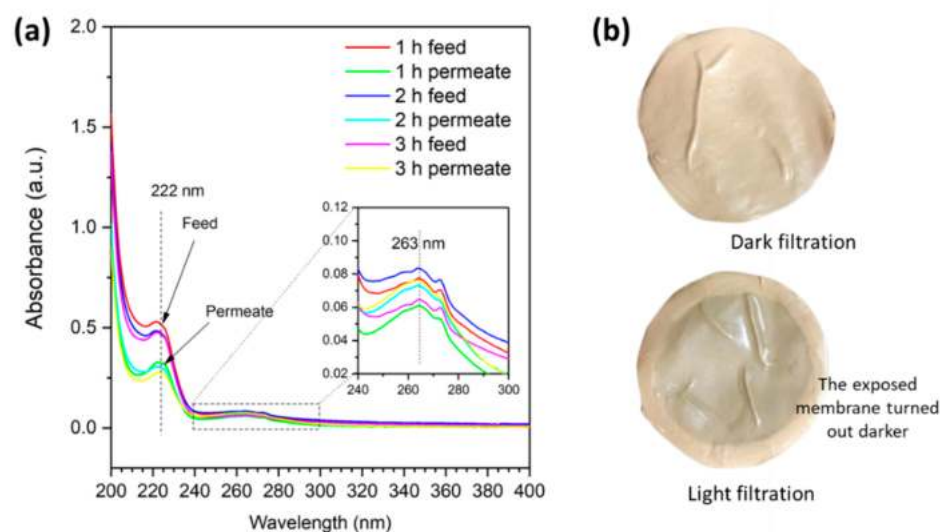 (a)
2.0
1.5
1.0
0.5
0.0
Absorbance (a.u.)
200 220 240 260 280 300 320 340 360 380 400
Wavelength (nm)
1 h feed
1 h permeate
2 h feed
2 h permeate
3 h feed
3 h permeate
222 nm
Feed
Permeate
0.12
0.10
0.08
0.06
0.04
0.02
263 nm
240 260 280 300
(b)
Dark filtration
The exposed
membrane turned
out darker
Light filtration